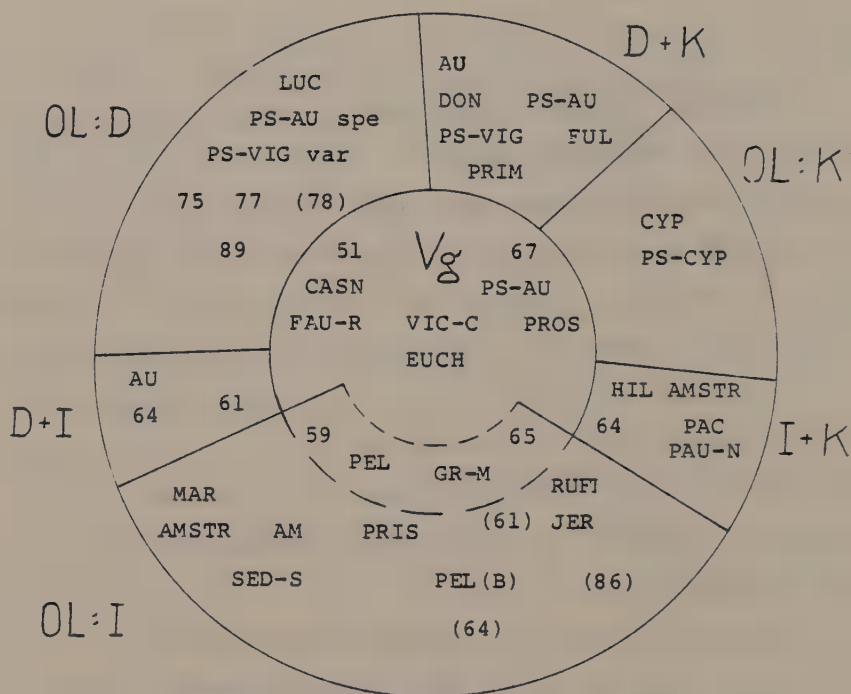 D+K
AU
LUC
DON PS-AU
OL:D
PS-AU spe
PS-VIG FUL
PS-VIG var
PRIM
OL:K
75 77 (78)
CYP
89 51 Vg 67
PS-CYP
CASN PS-AU
FAU-R VIC-C PROS
EUCH
AU
HIL AMSTR
D+I
64 61
64 PAC
I+K
59 65
PAU-N
PEL GR-M
RUFI
MAR
(61) JER
AMSTR AM PRIS
SED-S PEL(B) (86)
OL:I
(64)